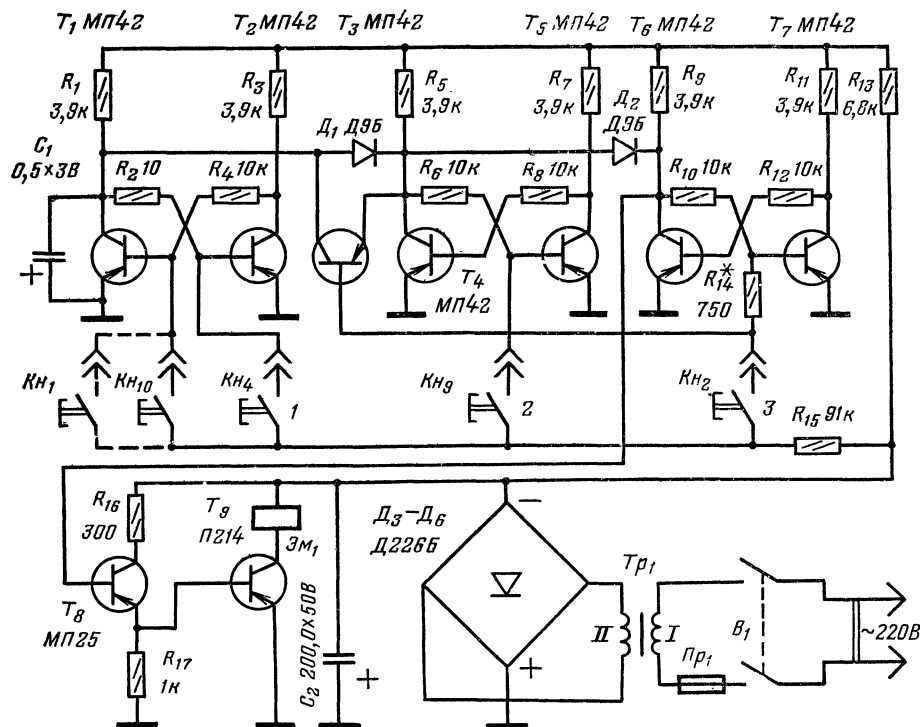 T₁ МП42 T₂ МП42 T₃ МП42 T₅ МП42 T₆ МП42 T₇ МП42
R₁ 3,9к
R₃ 3,9к
R₅ 3,9к
R₇ 3,9к
R₉ 3,9к
R₁₁ 3,9к
R₁₃ 6,8к
C₁ 0,5×3В
Д₁ Д9Б
Д₂ Д9Б
R₂ 10
R₄ 10к
R₆ 10к
R₈ 10к
R₁₀ 10к
R₁₂ 10к
+
T₄ МП42
R₁₄* 750
Кн₁
Кн₁₀
Кн₄
1
Кн₉
2
Кн₂
3
R₁₅ 91к
R₁₆ 300
T₉ П214
Эм₁
Д₃–Д₆ Д226Б
−
Тр₁
T₈ МП25
II
I
В₁
~220В
R₁₇ 1к
C₂ 200,0×50В
+
+
Пр₁